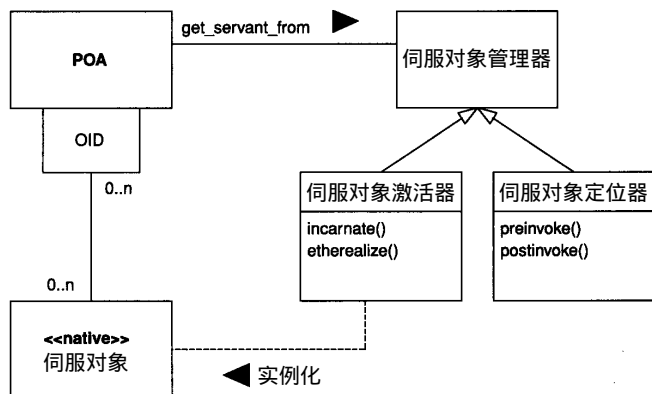 get_servant_from
POA
伺服对象管理器
OID
0..n
伺服对象激活器
incarnate()
etherealize()
伺服对象定位器
preinvoke()
postinvoke()
0..n
<<native>>
伺服对象
实例化